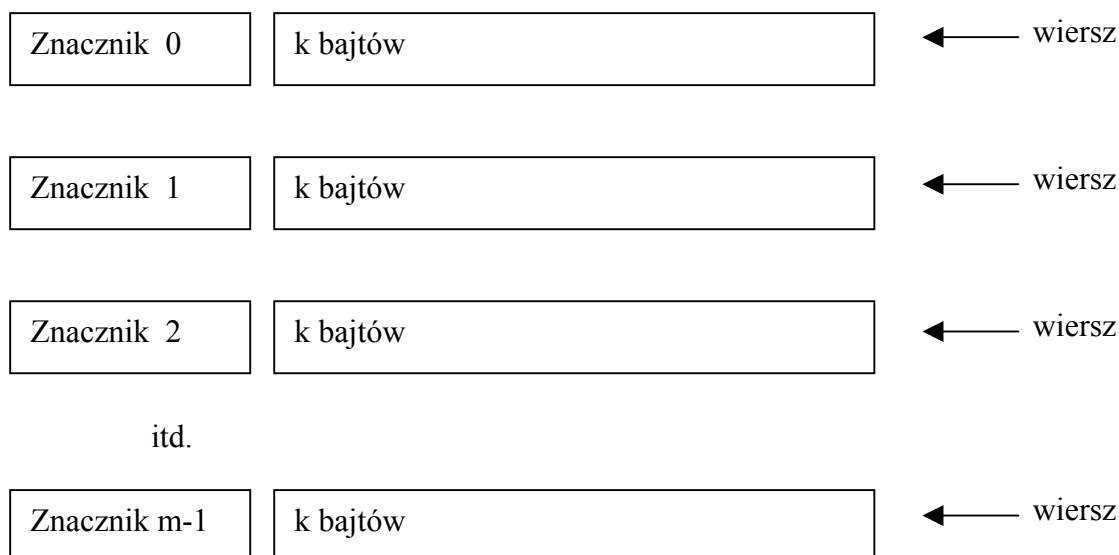 Znacznik 0 k bajtów wiersz
Znacznik 1 k bajtów wiersz
Znacznik 2 k bajtów wiersz
itd.
Znacznik m-1 k bajtów wiersz